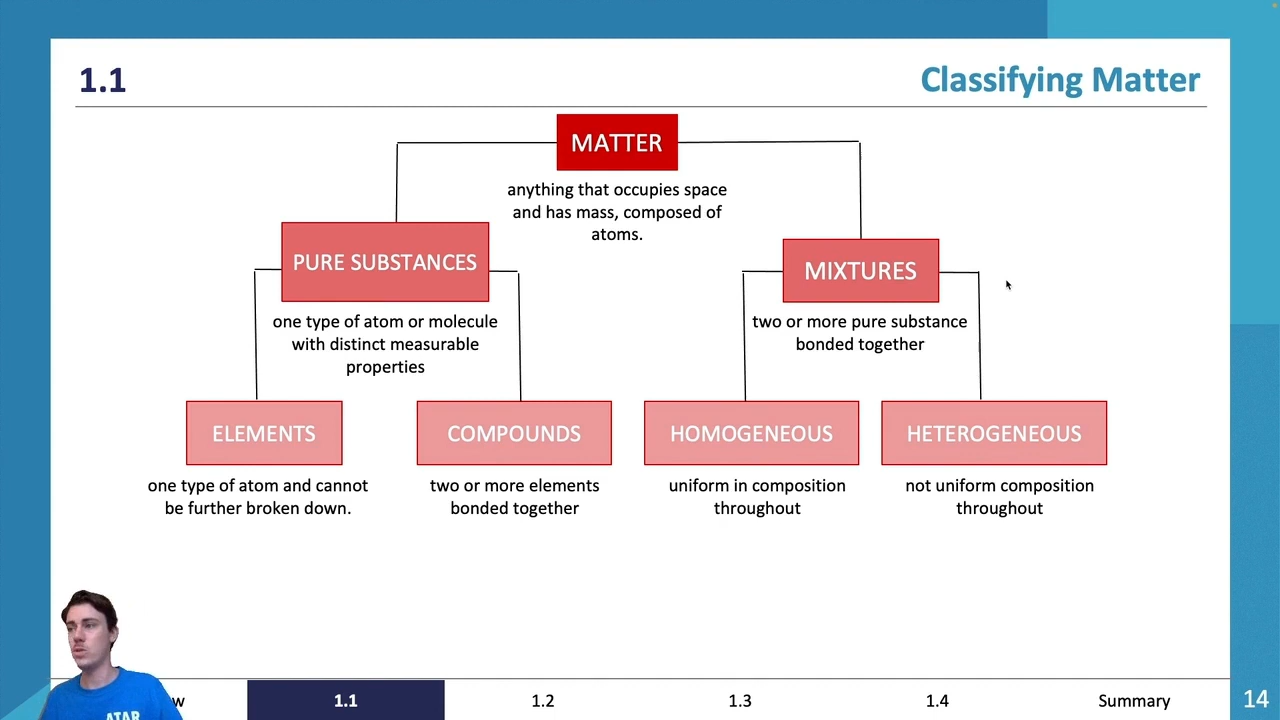 1.1
Classifying Matter
MATTER
anything that occupies space
and has mass, composed of
atoms.
PURE SUBSTANCES
MIXTURES
one type of atom or molecule
with distinct measurable
properties
two or more pure substance
bonded together
ELEMENTS
COMPOUNDS
HOMOGENEOUS
HETEROGENEOUS
one type of atom and cannot
be further broken down.
two or more elements
bonded together
uniform in composition
throughout
not uniform composition
throughout
ATAR
w
1.1
1.2
1.3
1.4
Summary
14